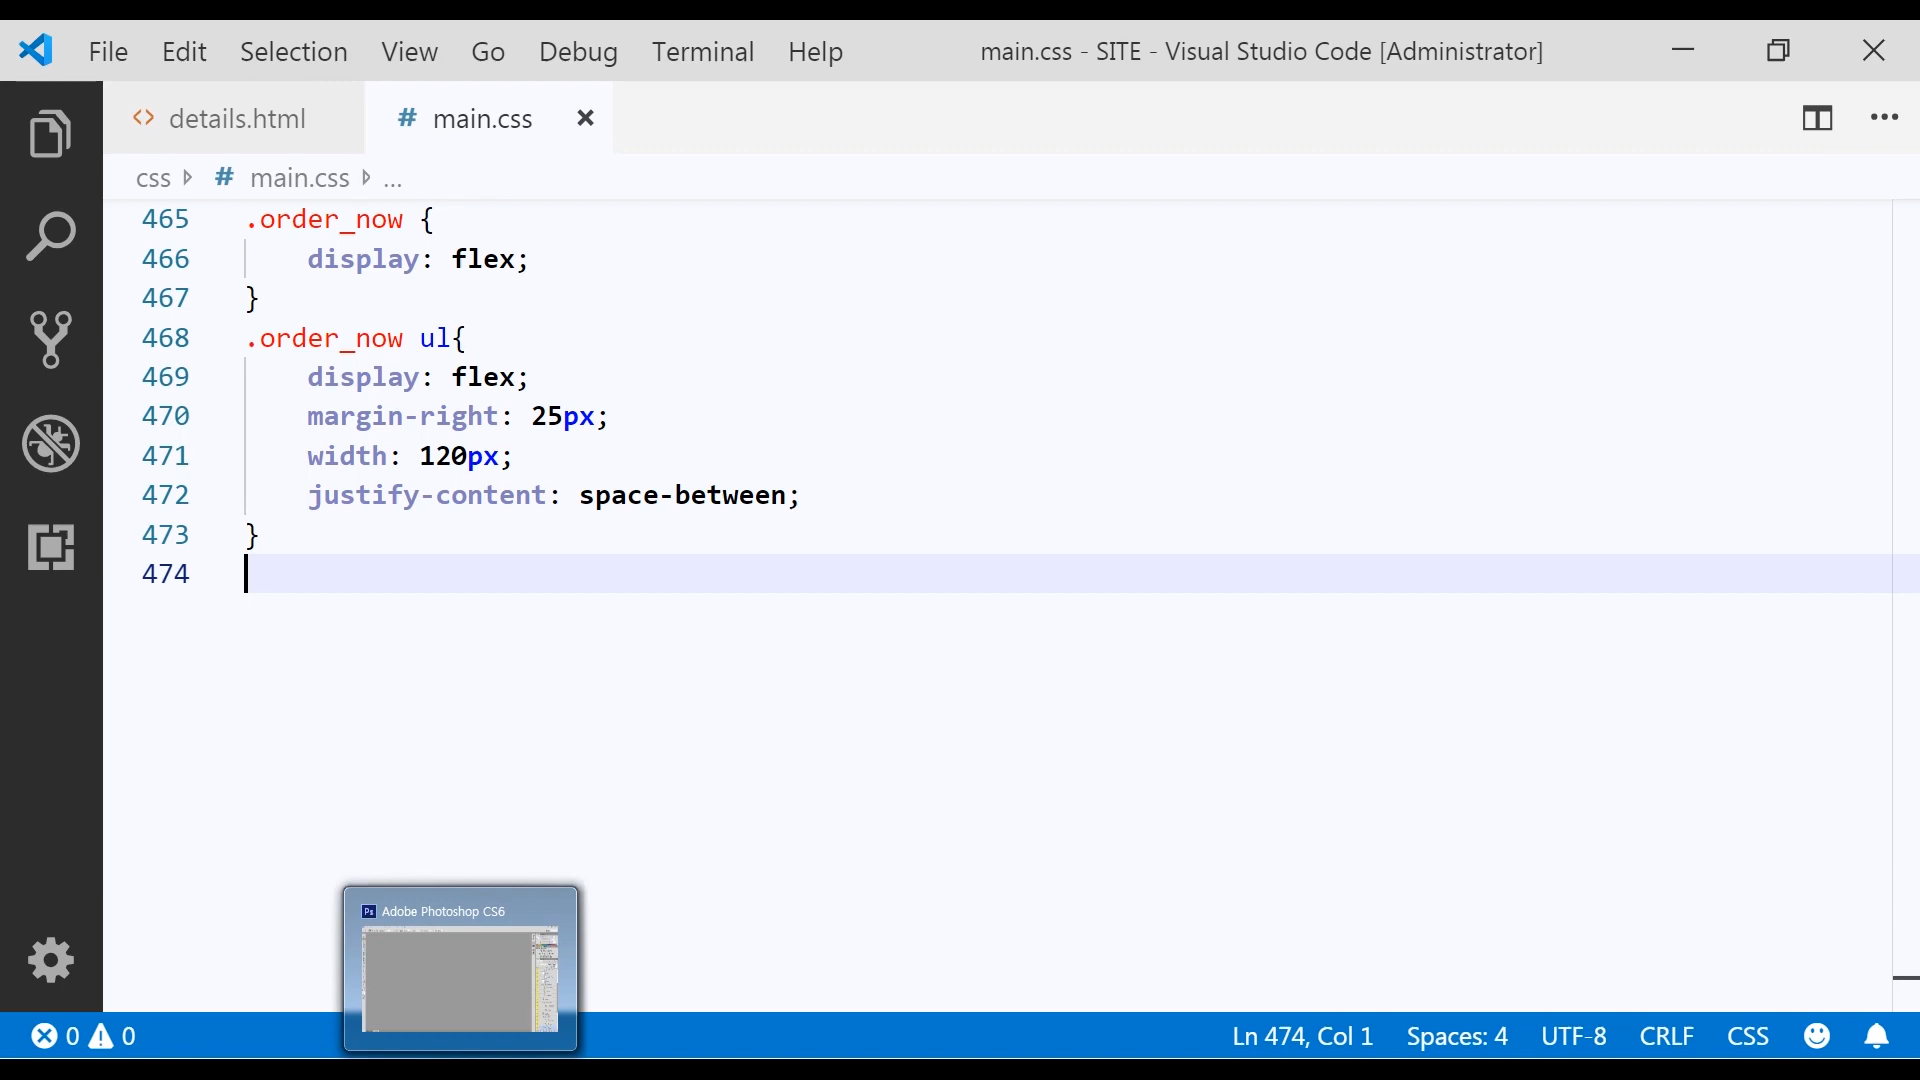 File Edit Selection View Go Debug Terminal Help main.css - SITE - Visual Studio Code [Administrator]
<> details.html # main.css
css # main.css ...
465 .order_now {
466 display: flex;
467 }
468 .order_now ul{
469 display: flex;
470 margin-right: 25px;
471 width: 120px;
472 justify-content: space-between;
473 }
474
Ps Adobe Photoshop CS6
0 0 Ln 474, Col 1 Spaces: 4 UTF-8 CRLF CSS